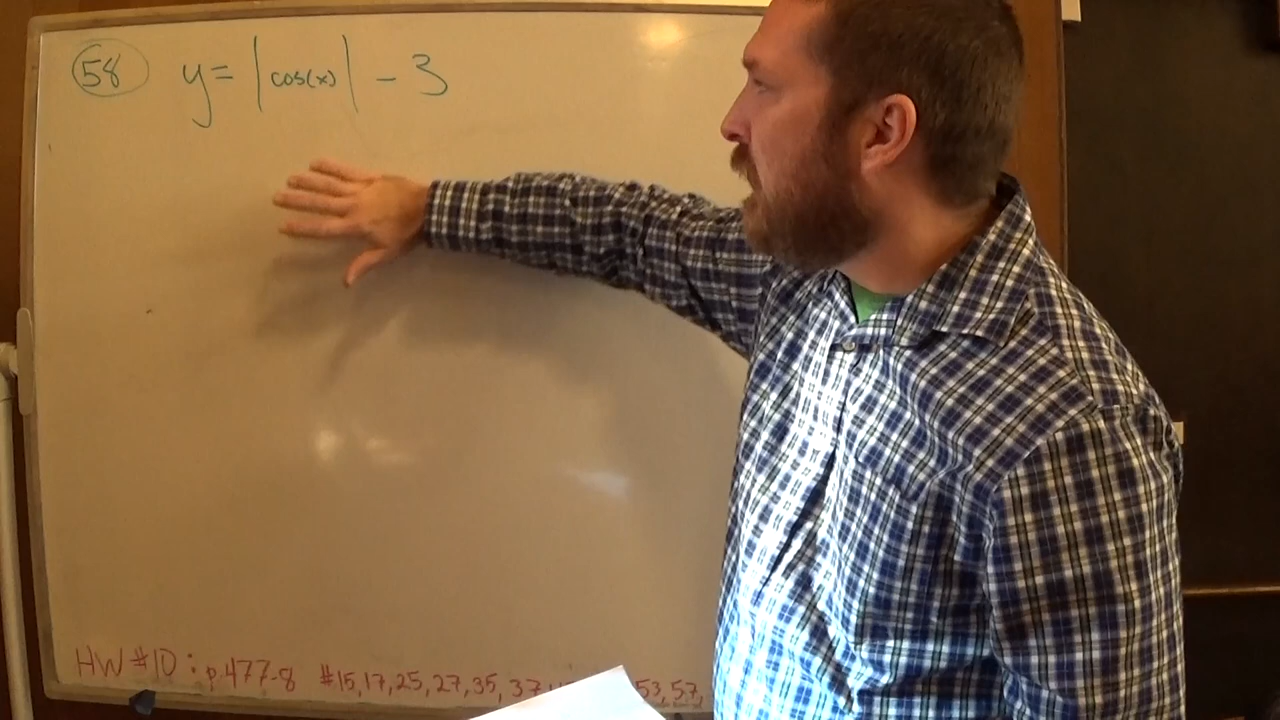 58 y = |cos(x)| - 3
HW #10 : p.477-8 #15,17,25,27,35,37, 53,57,